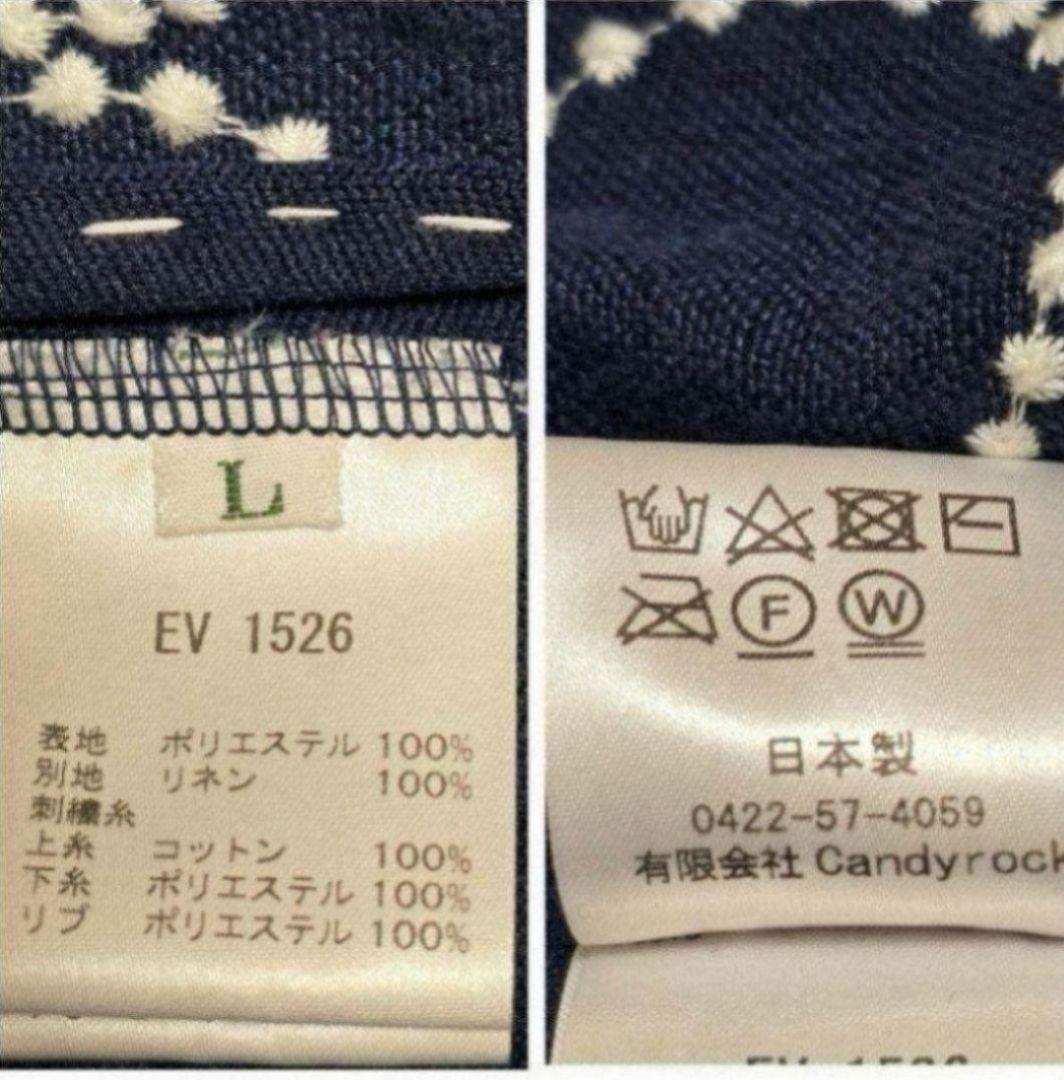 L
EV 1526
表地 ポリエステル 100%
別地 リネン 100%
刺繍糸
上糸 コットン 100%
下糸 ポリエステル 100%
リブ ポリエステル 100%
F W
日本製
0422-57-4059
有限会社 Candyrock
EV 1526